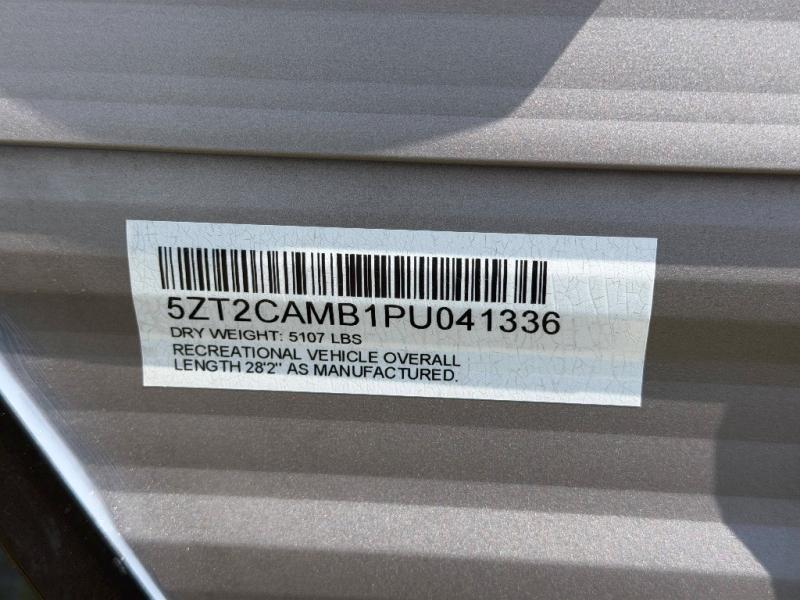 5ZT2CAMB1PU041336
DRY WEIGHT: 5107 LBS
RECREATIONAL VEHICLE OVERALL
LENGTH 28'2" AS MANUFACTURED.